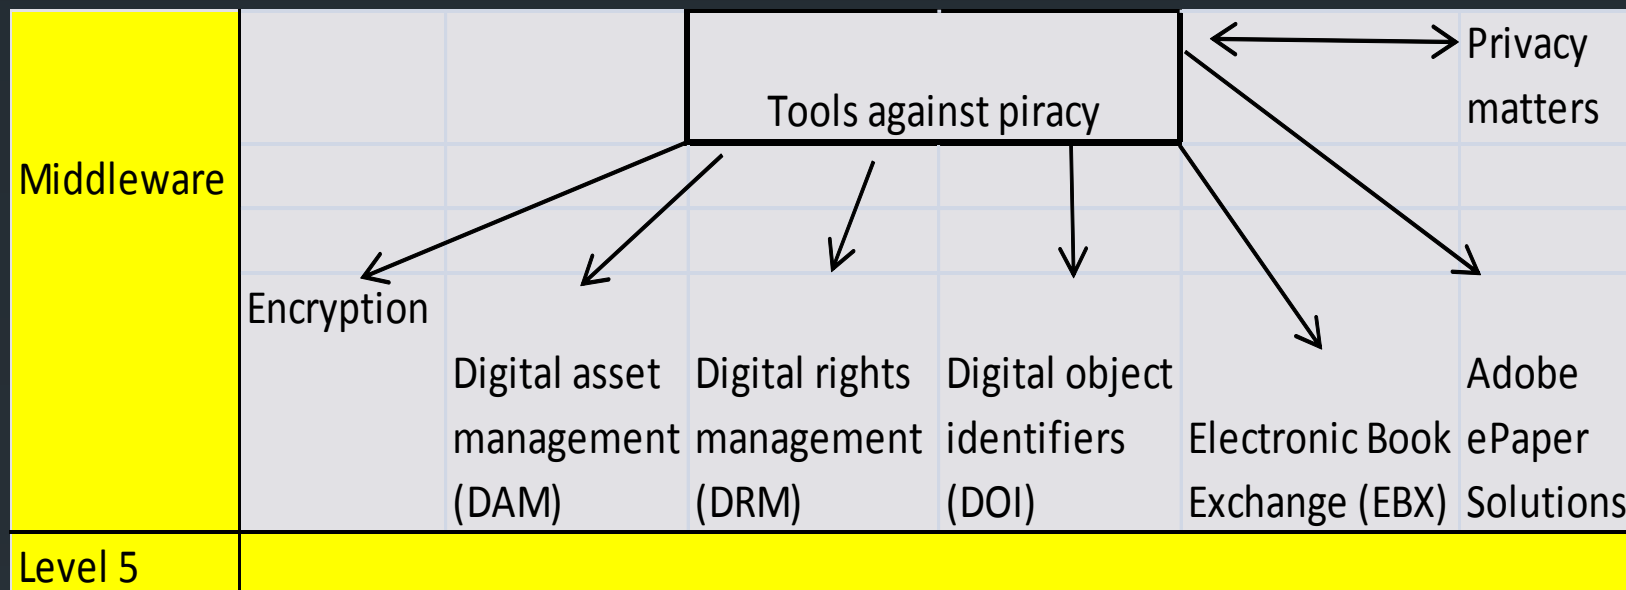 Privacy
matters
Tools against piracy
Middleware
Encryption
Digital asset
management
(DAM)
Digital rights
management
(DRM)
Digital object
identifiers
(DOI)
Electronic Book
Exchange (EBX)
Adobe
ePaper
Solutions
Level 5